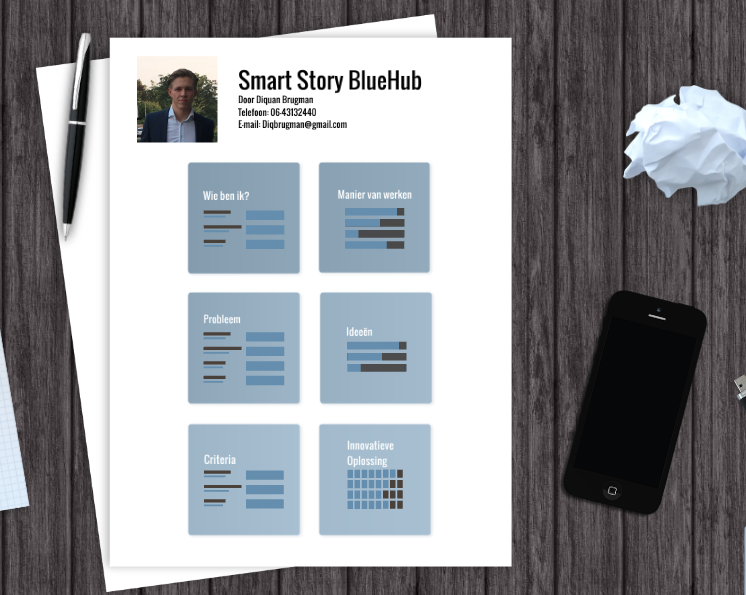 Smart Story BlueHub
Door Diquan Brugman
Telefoon: 06-43132440
E-mail: Diqbrugman@gmail.com
Wie ben ik?
Manier van werken
Probleem
Ideeën
Criteria
Innovatieve
Oplossing